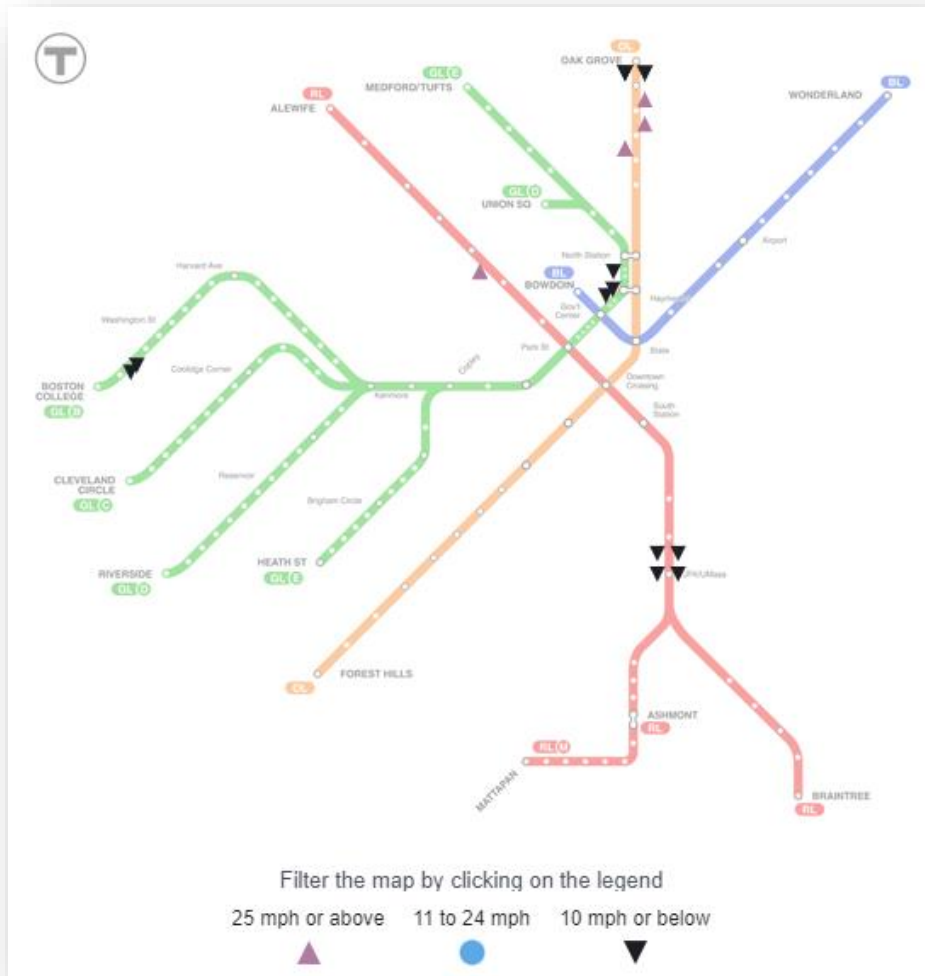 T
OL
OAK GROVE
GL E
MEDFORD/TUFTS
BL
WONDERLAND
RL
ALEWIFE
GL D
UNION SQ
Airport
North Station
Harvard Ave
BL
BOWDOIN
Gov't
Center
Washington St
Park St
State
Coolidge Corner
Copley
BOSTON
COLLEGE
GL B
Kenmore
Downtown
Crossing
South
Station
CLEVELAND
CIRCLE
GL C
Reservoir
Brigham Circle
RIVERSIDE
GL D
HEATH ST
GL E
JFK/UMass
OL
FOREST HILLS
ASHMONT
RL
RL M
MATTAPAN
BRAINTREE
RL
Filter the map by clicking on the legend
25 mph or above 11 to 24 mph 10 mph or below